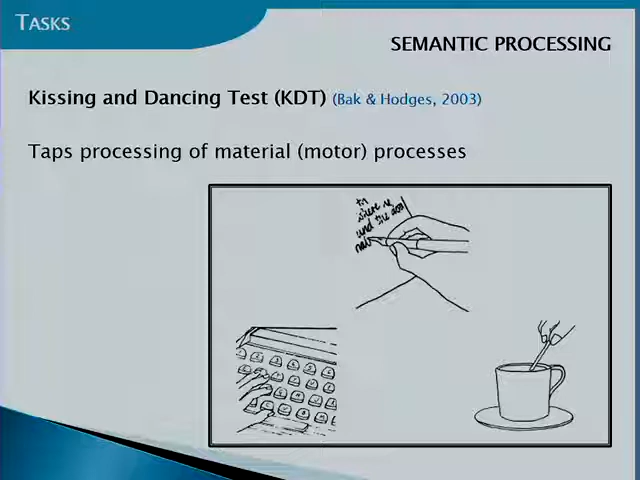 TASKS
SEMANTIC PROCESSING
Kissing and Dancing Test (KDT) (Bak & Hodges, 2003)
Taps processing of material (motor) processes